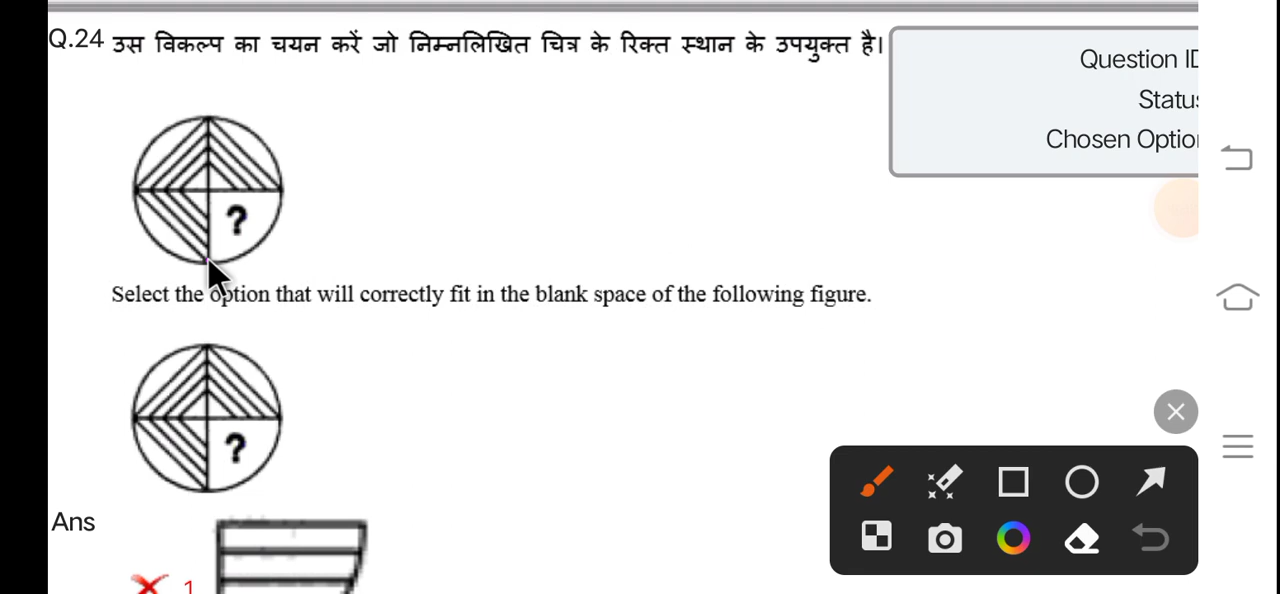 Q.24 उस विकल्प का चयन करें जो निम्नलिखित चित्र के रिक्त स्थान के उपयुक्त है।
Question ID
Status
Chosen Option
?
Select the option that will correctly fit in the blank space of the following figure.
?
Ans
1